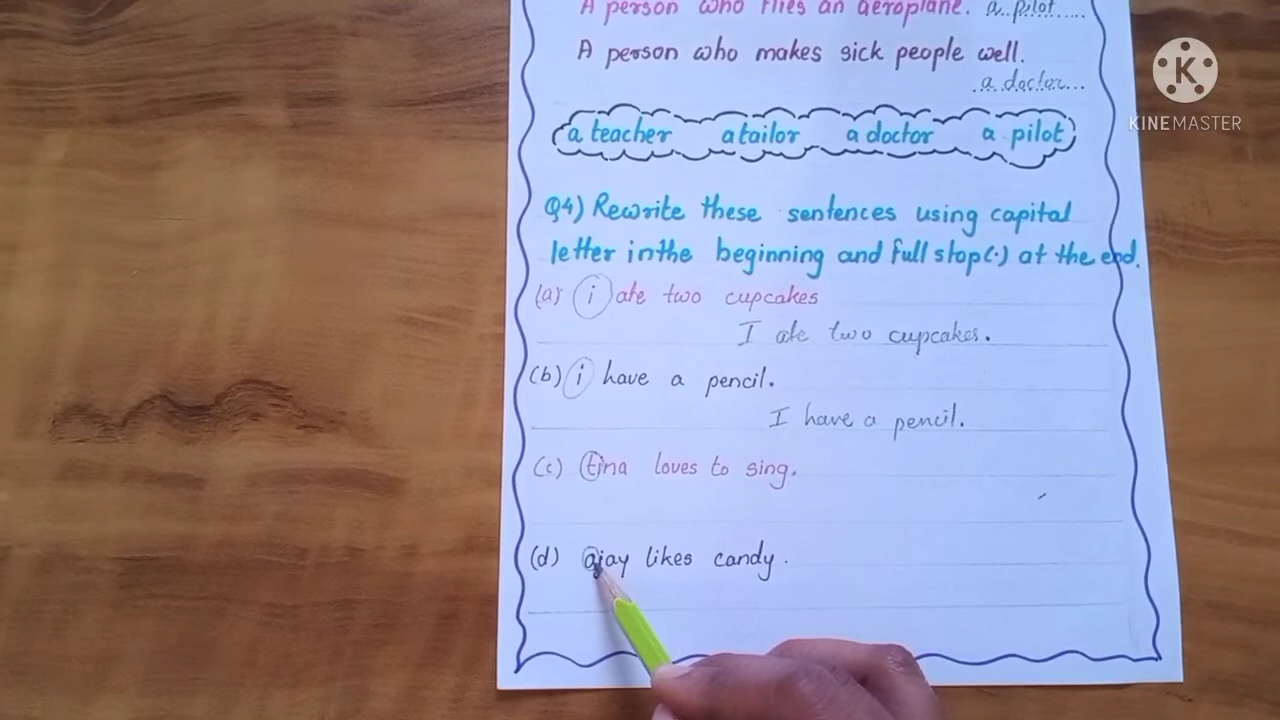 A person who flies an aeroplane. a pilot
A person who makes sick people well.
a doctor
K
KINEMASTER
a teacher a tailor a doctor a pilot
Q4) Rewrite these sentences using capital
letter in the beginning and full stop(.) at the end.
(a) i ate two cupcakes
I ate two cupcakes.
(b) i have a pencil.
I have a pencil.
(c) tina loves to sing.
(d) ajay likes candy.